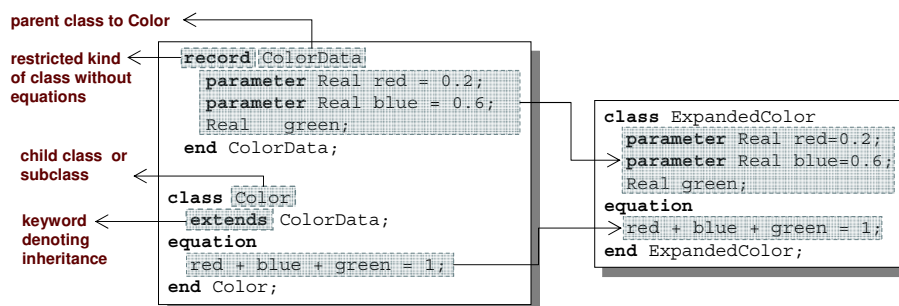 parent class to Color
restricted kind
of class without
equations
child class or
subclass
keyword
denoting
inheritance
record ColorData
parameter Real red = 0.2;
parameter Real blue = 0.6;
Real green;
end ColorData;
class Color
extends ColorData;
equation
red + blue + green = 1;
end Color;
class ExpandedColor
parameter Real red=0.2;
parameter Real blue=0.6;
Real green;
equation
red + blue + green = 1;
end ExpandedColor;